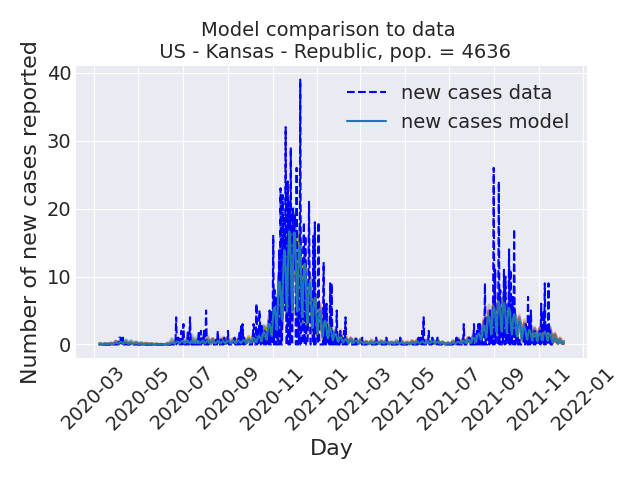 Model comparison to data
US - Kansas - Republic, pop. = 4636
Number of new cases reported
40
30
20
10
0
new cases data
new cases model
2020-03
2020-05
2020-07
2020-09
2020-11
2021-01
2021-03
2021-05
2021-07
2021-09
2021-11
2022-01
Day